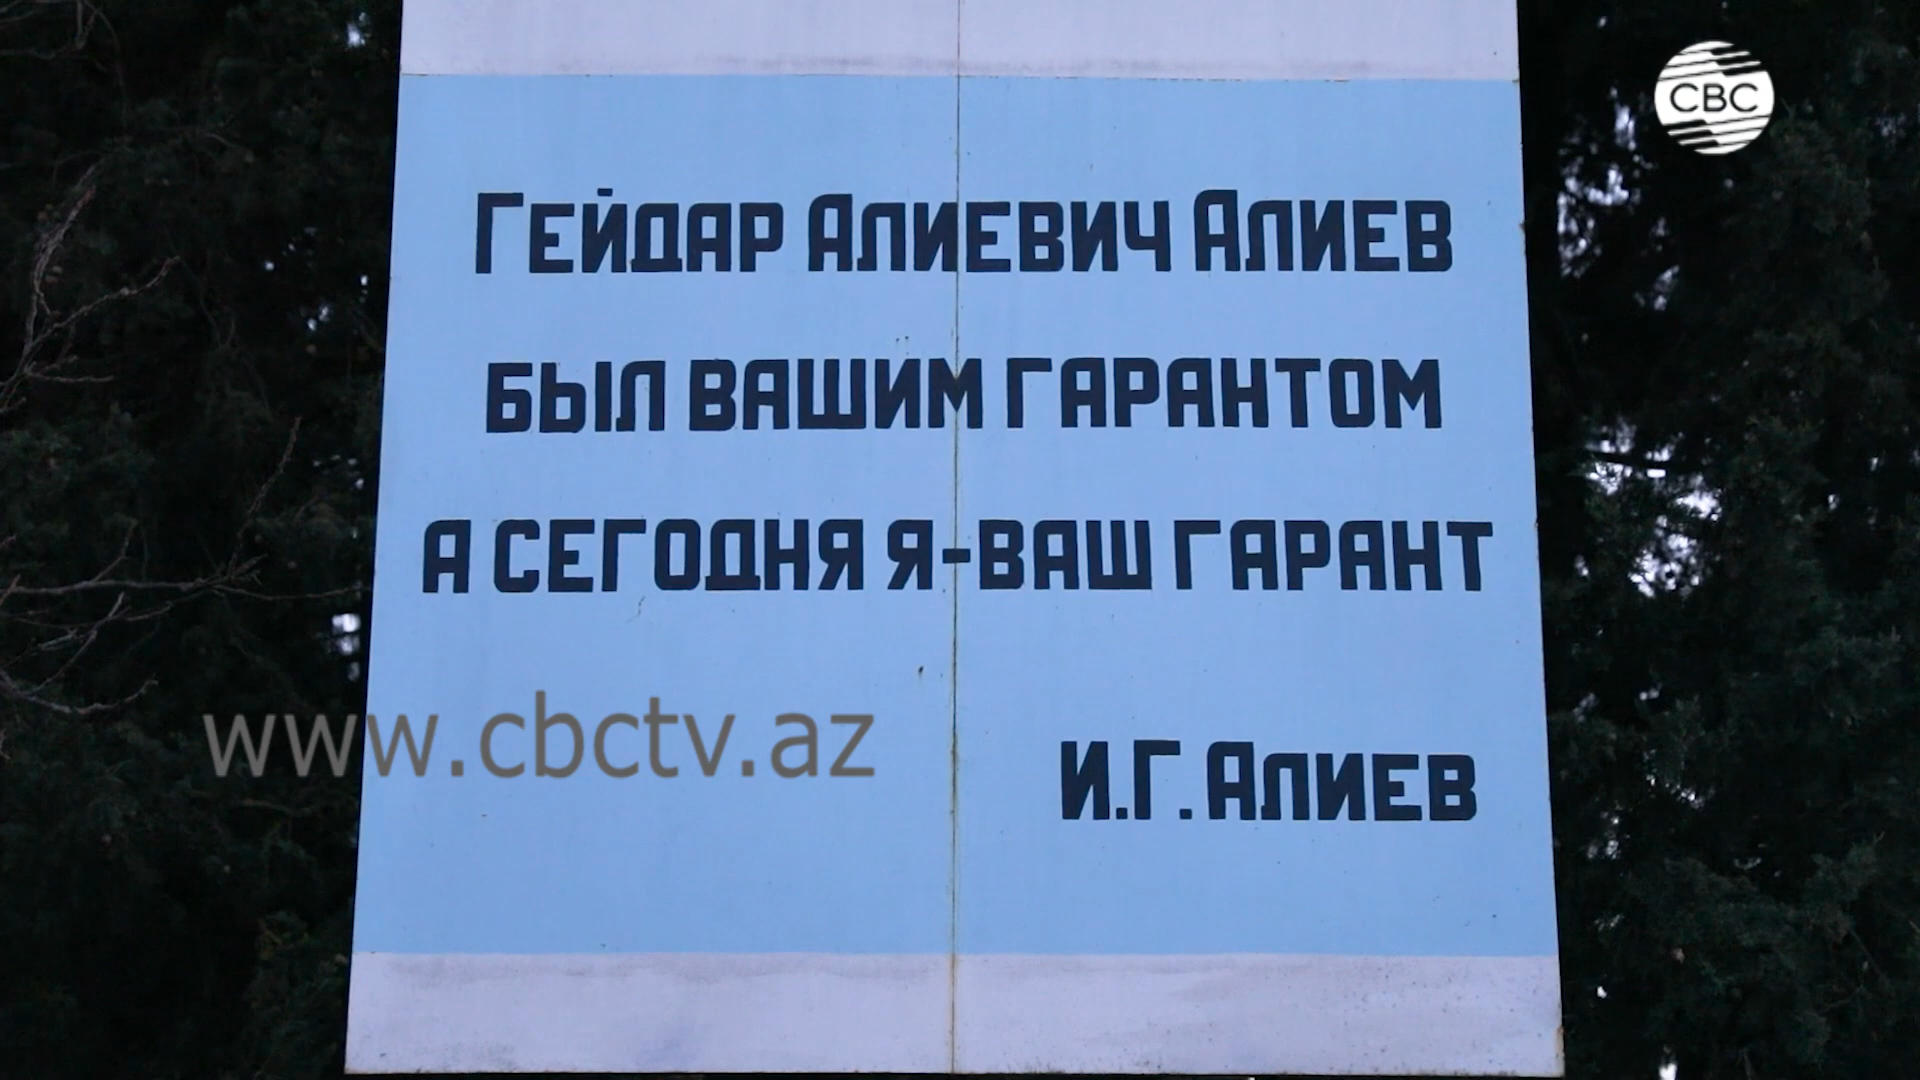 CBC
ГЕЙДАР АЛИЕВИЧ АЛИЕВ
БЫЛ ВАШИМ ГАРАНТОМ
А СЕГОДНЯ Я-ВАШ ГАРАНТ
www.cbctv.az
И.Г. АЛИЕВ